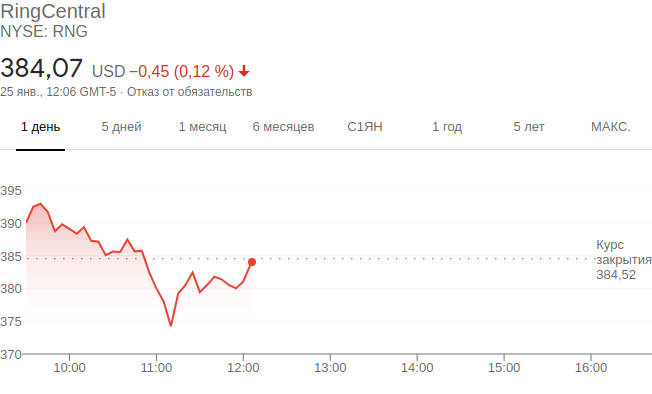 RingCentral
NYSE: RNG
384,07 USD −0,45 (0,12 %)
25 янв., 12:06 GMT-5 · Отказ от обязательств
1 день 5 дней 1 месяц 6 месяцев С1ЯН 1 год 5 лет МАКС.
395
390
385
380
375
370
Курс
закрытия
384,52
10:00 11:00 12:00 13:00 14:00 15:00 16:00